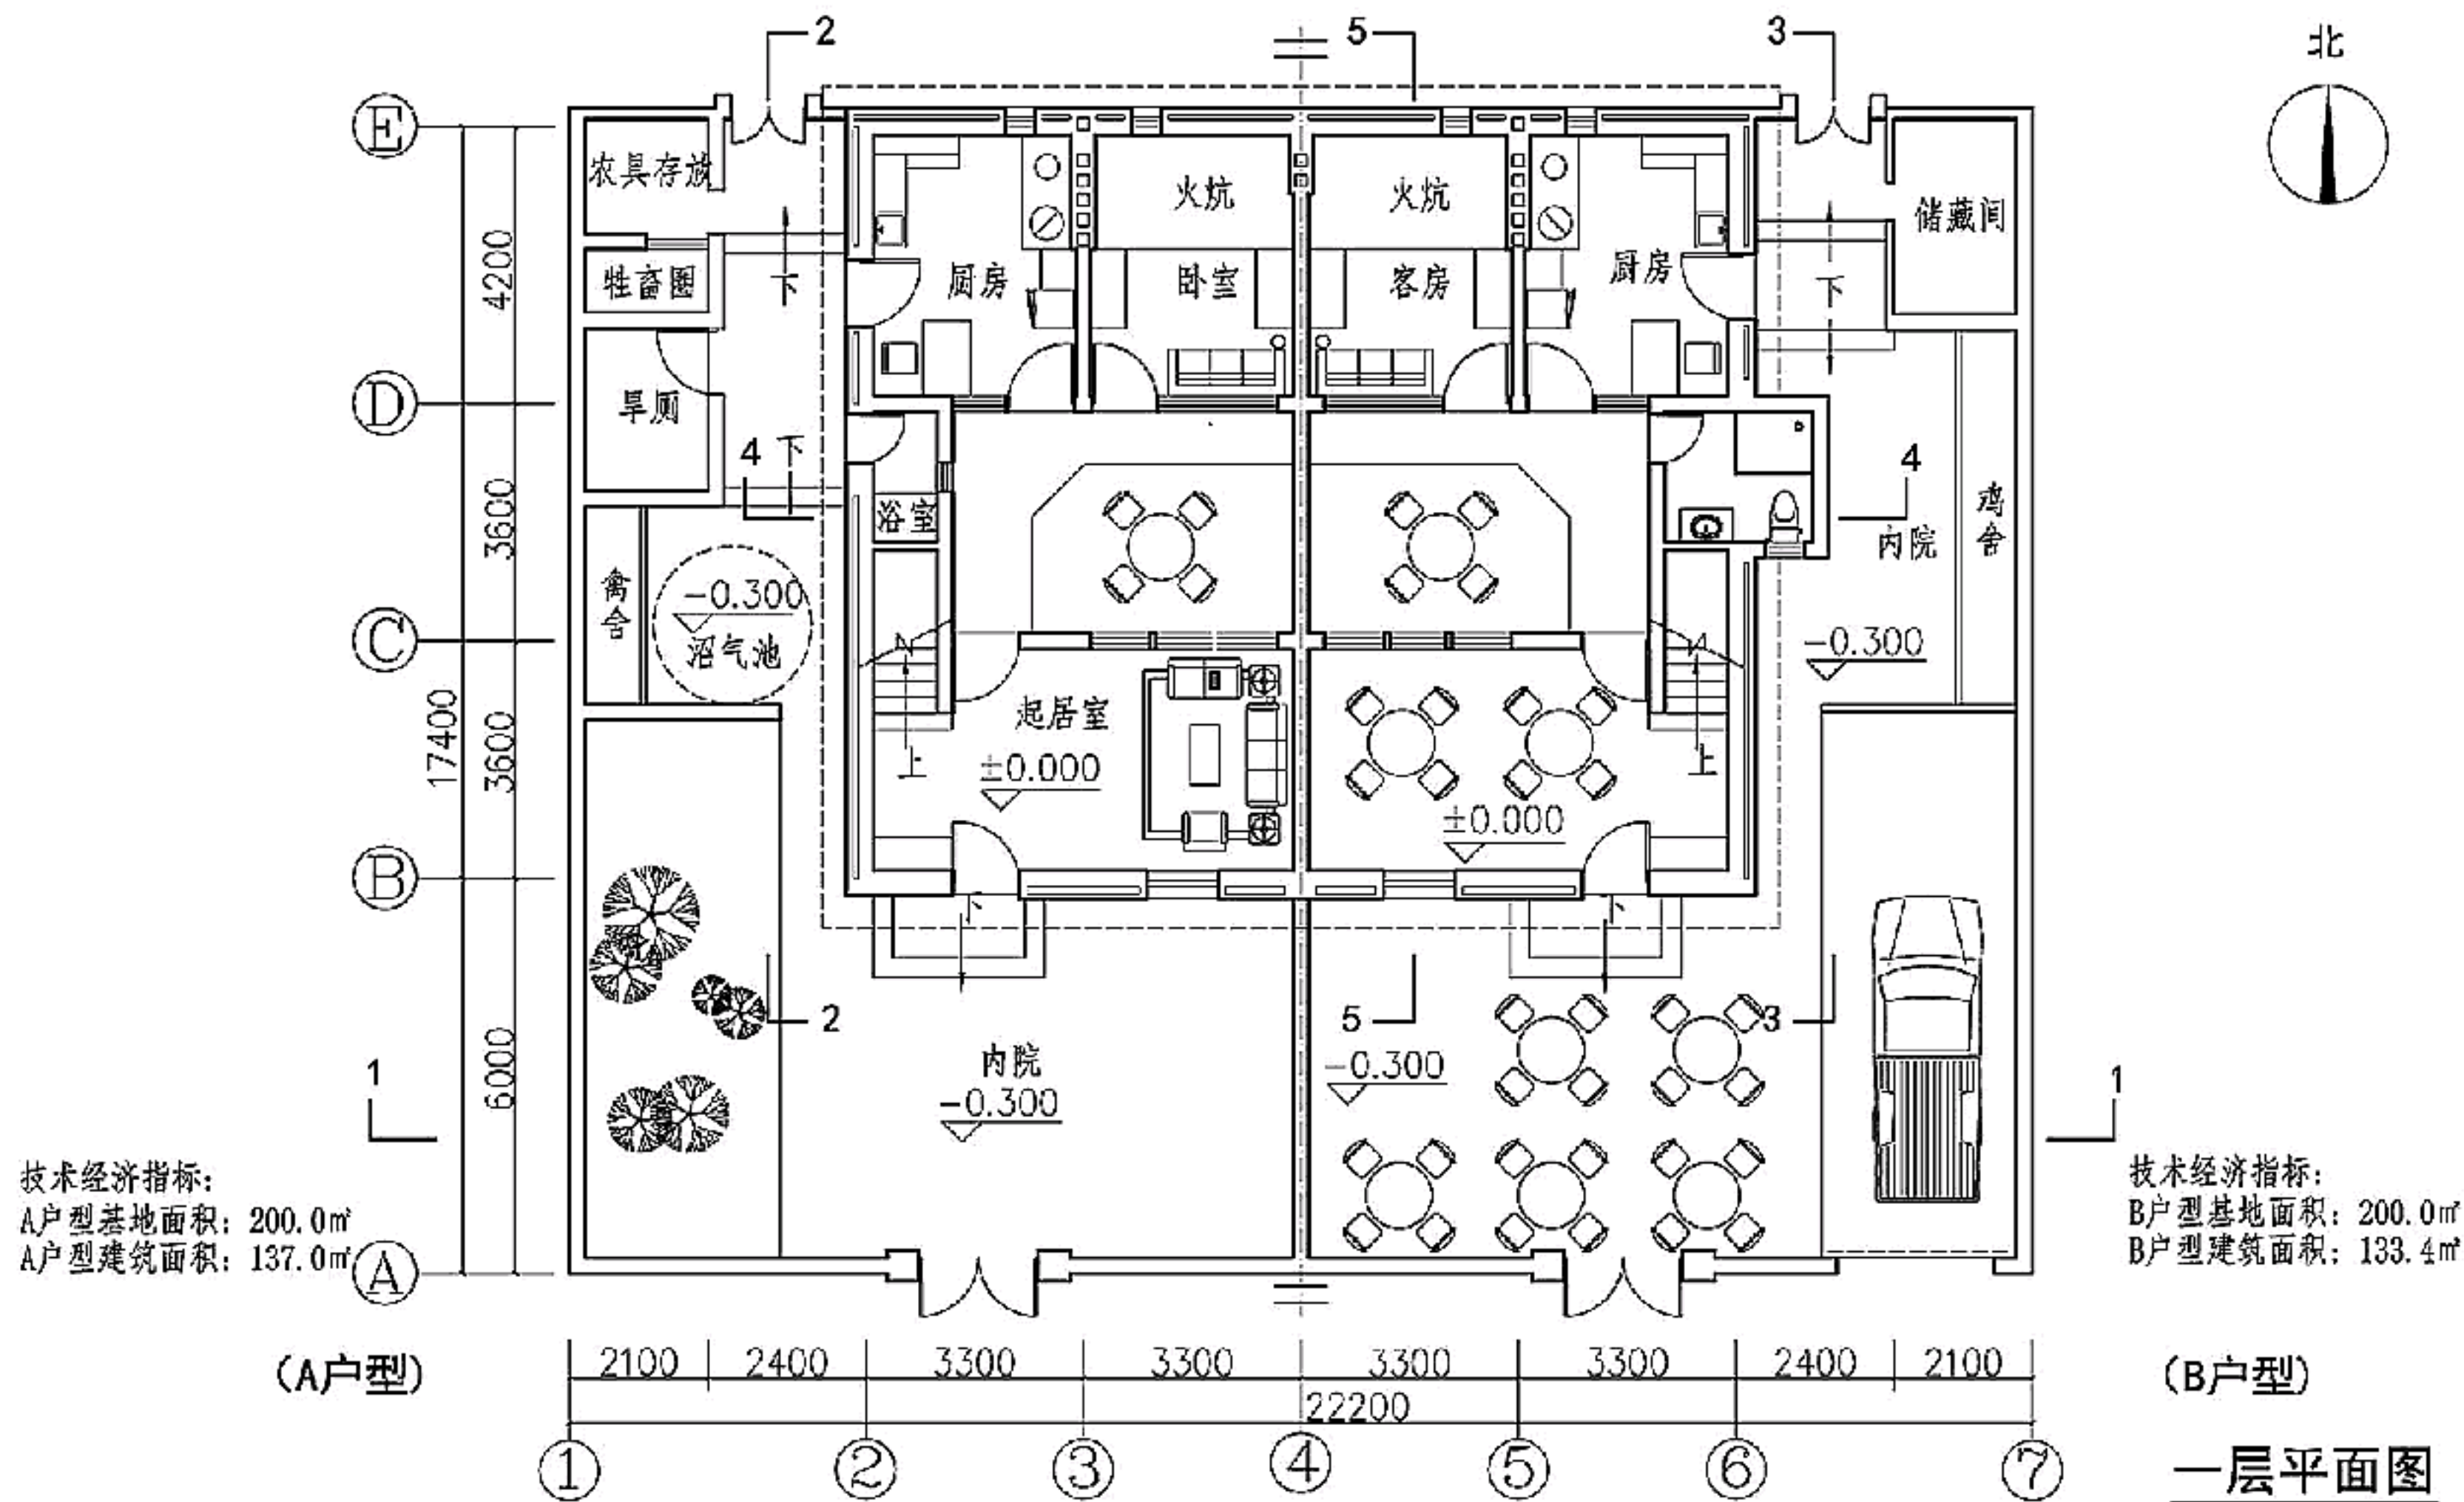 2
5
3
北
E
农具存放
火炕
火炕
储藏间
4200
牲畜圈
下
厨房
卧室
客房
厨房
下
D
旱厕
4
下
4
3600
浴室
内院
鸡舍
禽舍
-0.300
沼气池
C
-0.300
17400
3600
起居室
上
±0.000
上
±0.000
B
下
下
2
5
3
6000
内院
-0.300
-0.300
1
1
技术经济指标:
A户型基地面积: 200.0㎡
A户型建筑面积: 137.0㎡
A
技术经济指标:
B户型基地面积: 200.0㎡
B户型建筑面积: 133.4㎡
(A户型)
2100
2400
3300
3300
3300
3300
2400
2100
(B户型)
22200
1
2
3
4
5
6
7
一层平面图